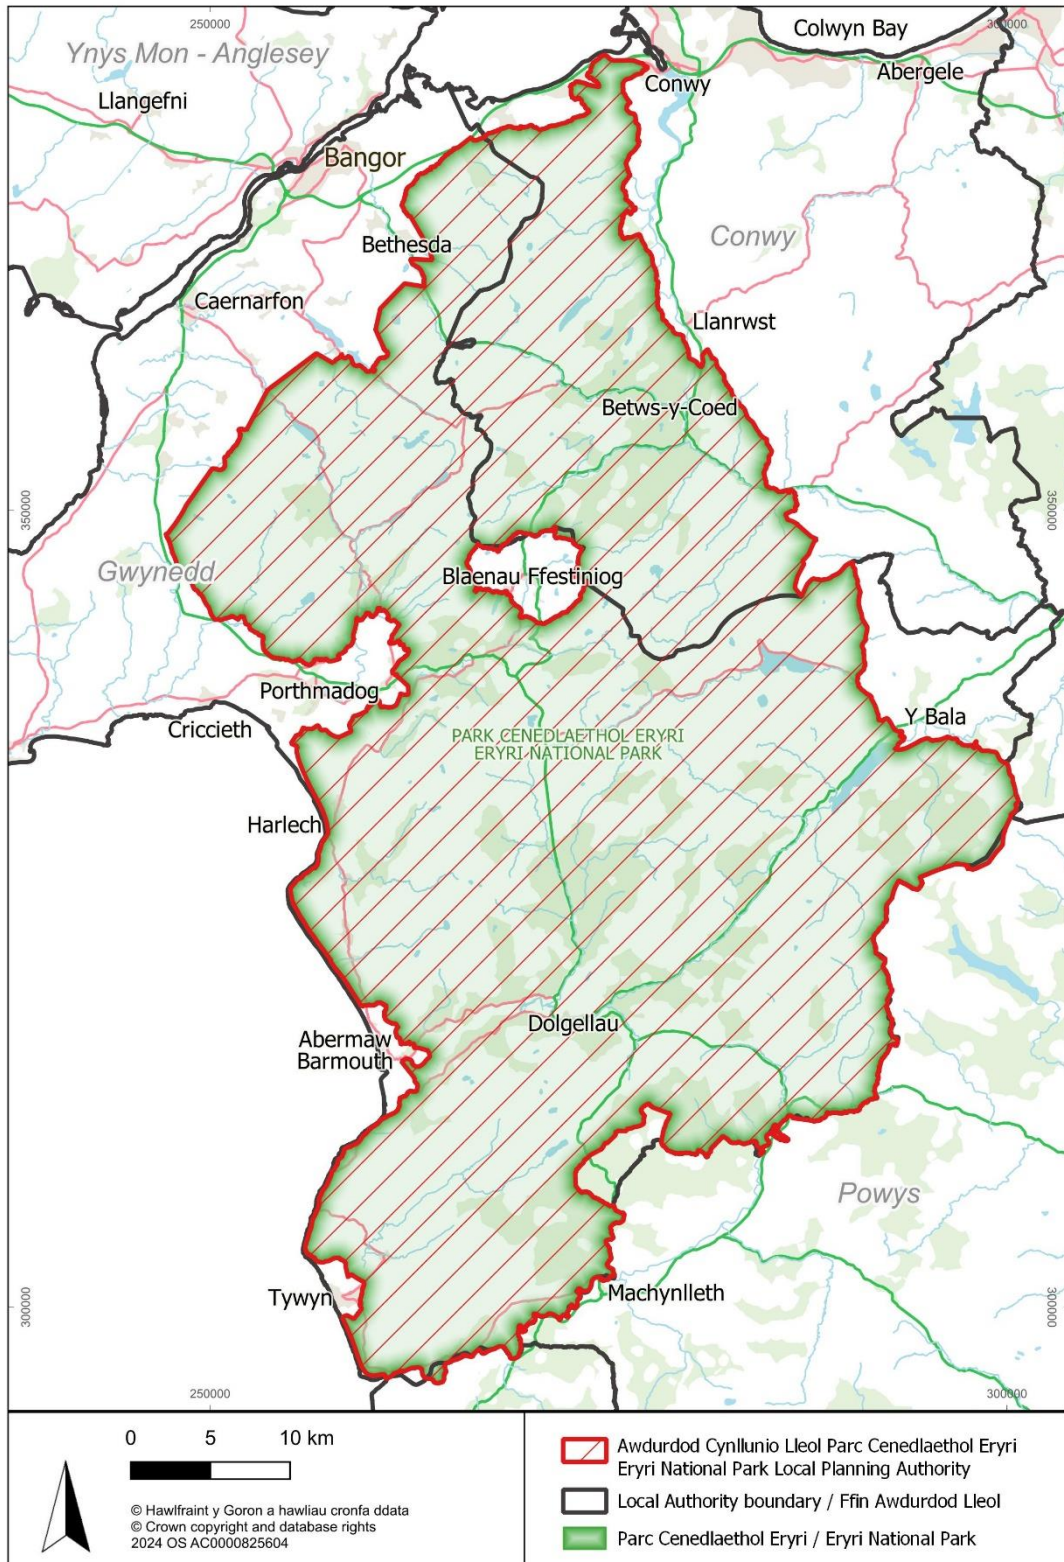 250000
300000
Colwyn Bay
Ynys Mon - Anglesey
Abergele
Conwy
Llangefni
Bangor
Bethesda
Conwy
Caernarfon
Llanrwst
Betws-y-Coed
350000
350000
Gwynedd
Blaenau Ffestiniog
Porthmadog
Criccieth
Y Bala
PARK CENEDLAETHOL ERYRI
ERYRI NATIONAL PARK
Harlech
Dolgellau
Abermaw
Barmouth
Powys
Tywyn
Machynlleth
300000
300000
250000
300000
0 5 10 km
© Hawlfraint y Goron a hawliau cronfa ddata
© Crown copyright and database rights
2024 OS AC0000825604
Awdurdod Cynllunio Lleol Parc Cenedlaethol Eryri
Eryri National Park Local Planning Authority
Local Authority boundary / Ffin Awdurdod Lleol
Parc Cenedlaethol Eryri / Eryri National Park